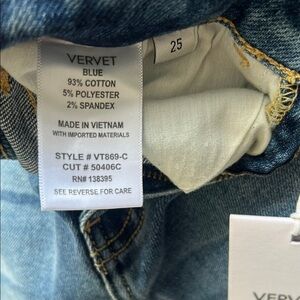 VERVET
BLUE
93% COTTON
5% POLYESTER
2% SPANDEX
MADE IN VIETNAM
WITH IMPORTED MATERIALS
STYLE # VT869-C
CUT # 50406C
RN# 138395
SEE REVERSE FOR CARE
25